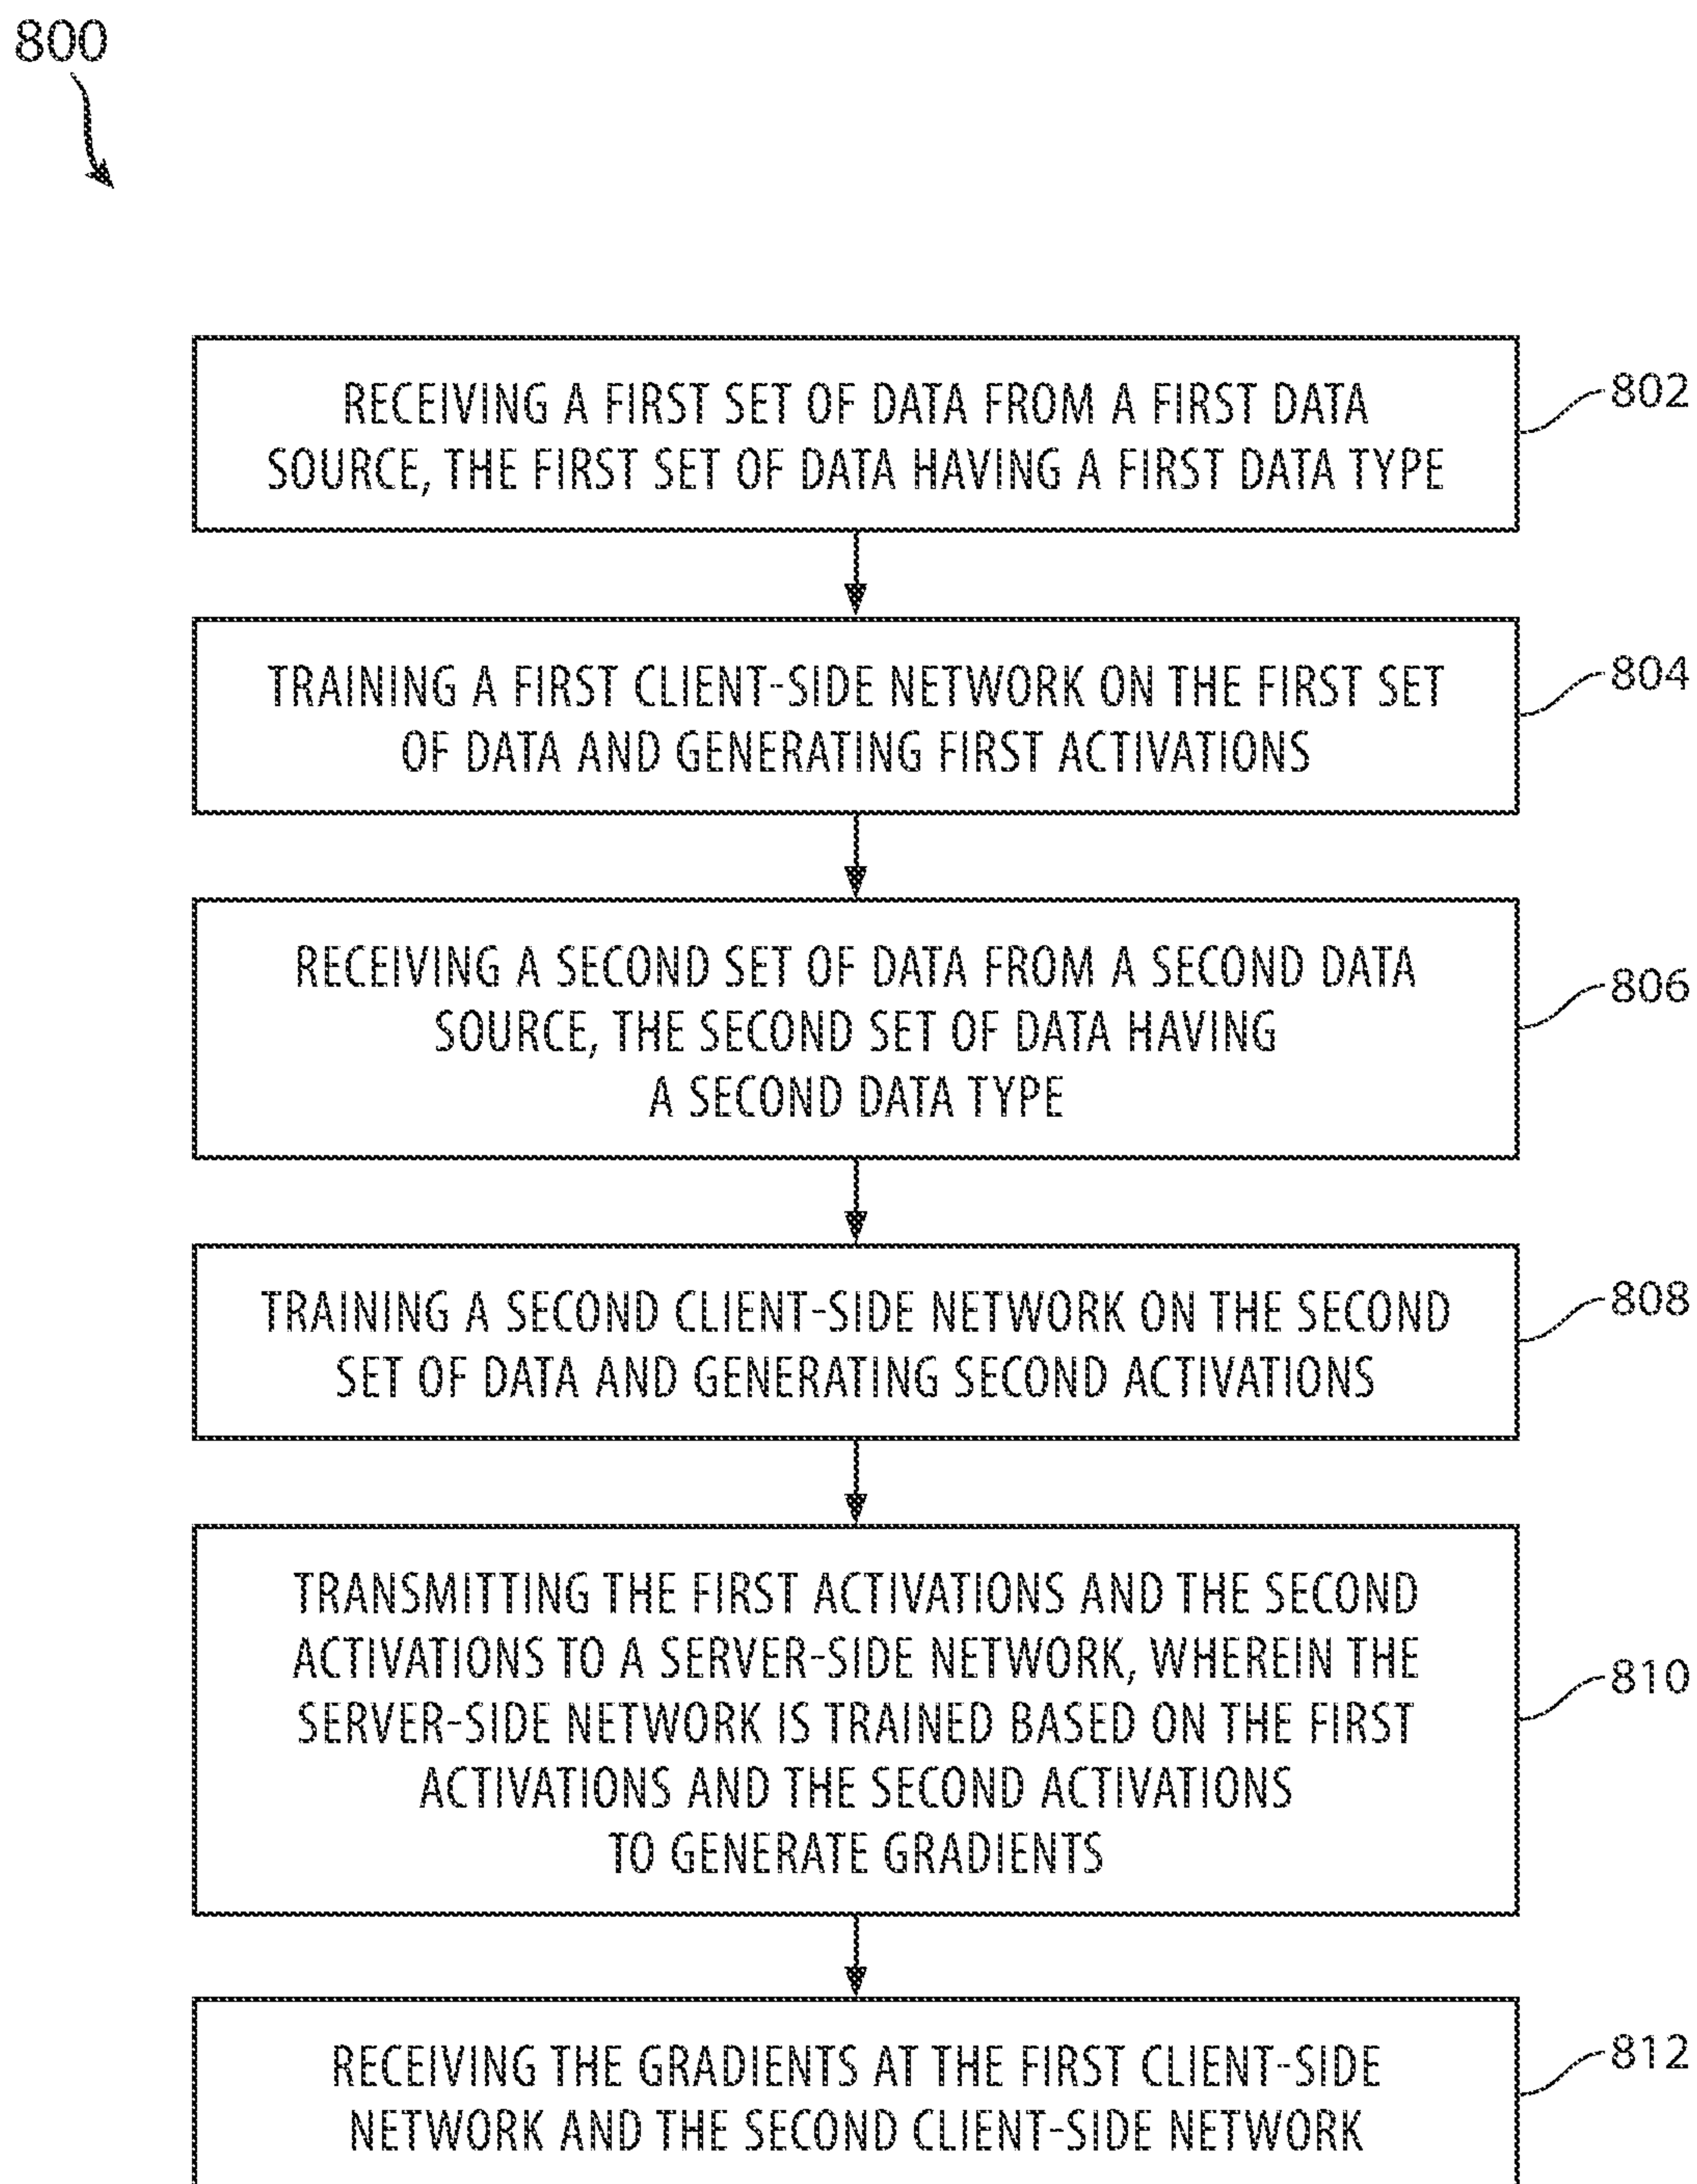 800
RECEIVING A FIRST SET OF DATA FROM A FIRST DATA
SOURCE, THE FIRST SET OF DATA HAVING A FIRST DATA TYPE
802
TRAINING A FIRST CLIENT-SIDE NETWORK ON THE FIRST SET
OF DATA AND GENERATING FIRST ACTIVATIONS
804
RECEIVING A SECOND SET OF DATA FROM A SECOND DATA
SOURCE, THE SECOND SET OF DATA HAVING
A SECOND DATA TYPE
806
TRAINING A SECOND CLIENT-SIDE NETWORK ON THE SECOND
SET OF DATA AND GENERATING SECOND ACTIVATIONS
808
TRANSMITTING THE FIRST ACTIVATIONS AND THE SECOND
ACTIVATIONS TO A SERVER-SIDE NETWORK, WHEREIN THE
SERVER-SIDE NETWORK IS TRAINED BASED ON THE FIRST
ACTIVATIONS AND THE SECOND ACTIVATIONS
TO GENERATE GRADIENTS
810
RECEIVING THE GRADIENTS AT THE FIRST CLIENT-SIDE
NETWORK AND THE SECOND CLIENT-SIDE NETWORK
812